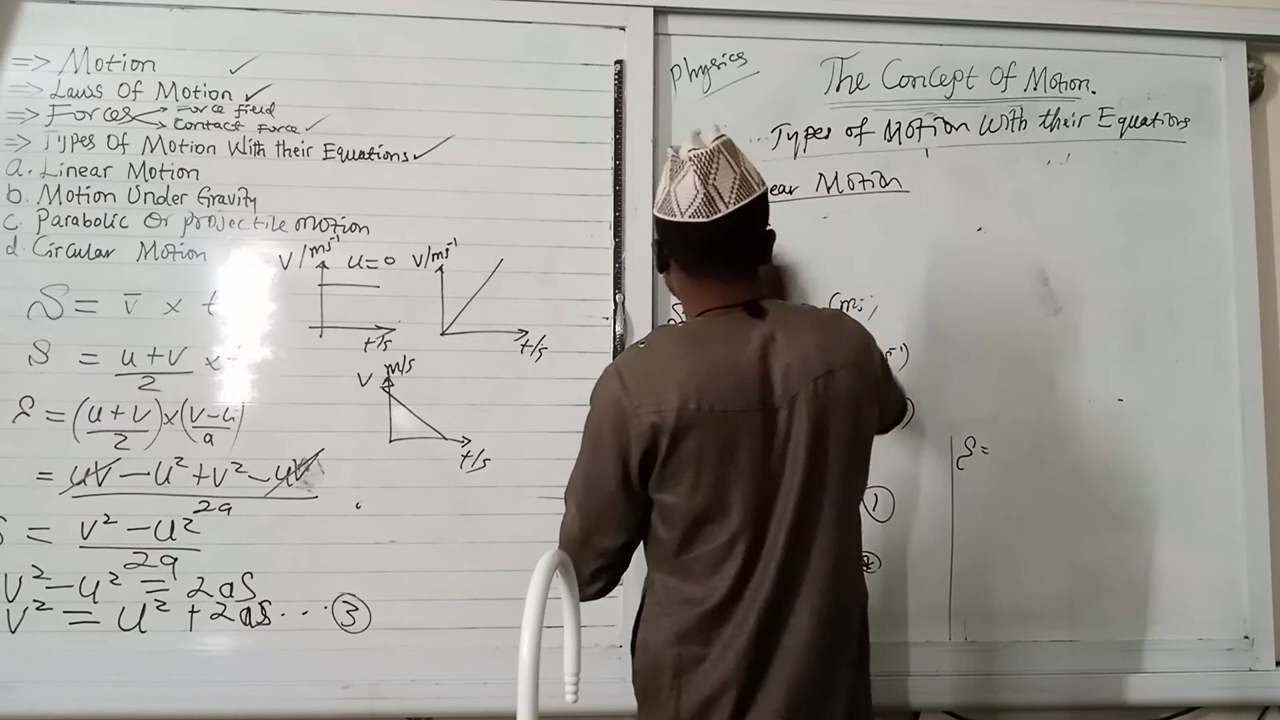 => Motion ✓
=> Laws Of Motion ✓
=> Forces → Force field
→ Contact Force ✓
=> Types Of Motion With their Equations ✓
a. Linear Motion
b. Motion Under Gravity
c. Parabolic Or projectile motion
d. Circular Motion
V/ms⁻¹ u=0 V/ms⁻¹
t/s t/s
V m/s
t/s
S = v̄ x t
S = u+v/2 x
S = (u+v/2)x(v-u/a)
= uv - u² + v² - uv / 2a
S = v² - u² / 2a
v² - u² = 2as
v² = u² + 2as ... ③
Physics
The Concept Of Motion.
Types of Motion With their Equations
ear Motion
(m);
①
S=